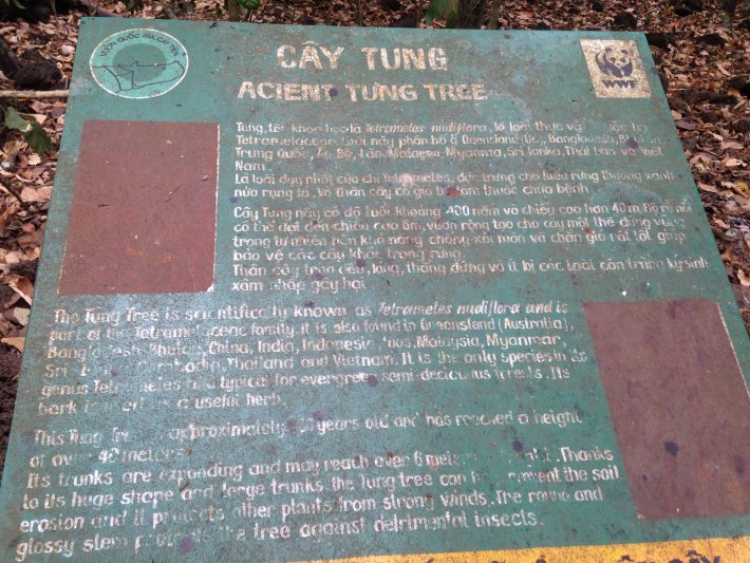 VƯỜN QUỐC GIA CÁT TIÊN
CÂY TUNG
WWF
ACIENT TUNG TREE
Tung, tên khoa học là Tetrameles nudiflora, là loài thực vật thuộc họ
Tetramelaceae. Loài này phân bố ở Queensland (Úc), Bangladesh,
Trung Quốc, Ấn Độ, Lào, Malaysia, Myanma, Sri Lanka, Thái Lan và Việt
Nam.
Là loài duy nhất của chi Tetrameles, đặc trưng cho kiểu rừng thường xanh
nửa rụng lá. Vỏ thân cây có giá trị làm thuốc chữa bệnh.
Cây Tung này có độ tuổi khoảng 400 năm và chiều cao hơn 40m. Bộ rễ nổi
có thể đạt đến chiều cao 6m, vươn rộng tạo cho cây một thế đứng vững
trong tự nhiên nên khả năng chống xói mòn và chắn gió rất tốt, giúp
bảo vệ các cây khác trong rừng.
Thân cây tròn đều, láng, thẳng đứng và ít bị các loài côn trùng ký sinh
xâm nhập gây hại.
The Tung Tree is scientifically known as Tetrameles nudiflora and is
part of the Tetramelaceae family. it is also found in Queensland (Australia),
Bangladesh, Bhutan, China, India, Indonesia, Laos, Malaysia, Myanmar,
Sri Cambodia, Thailand and Vietnam. It is the only species in its
genus Tetrameles typical for evergreen semi-deciduous forests. Its
bark is a useful herb.
This Tung Tree approximately years old and has reached a height
of over 40 meters.
Its trunks are expanding and may reach over 6 meters . Thanks
to its huge shape and large trunks the tung tree can the soil
erosion and it protects other plants from strong winds. The round and
glossy stem the tree against detrimental insects.